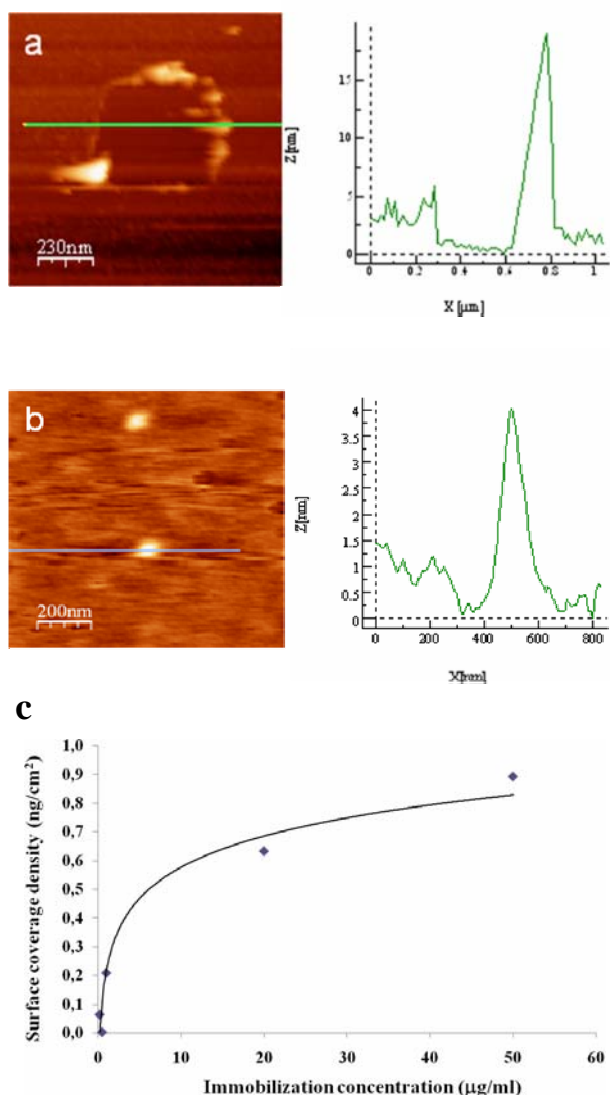 a
230nm
Z[nm]
15
10
5
0
0 0.2 0.4 0.6 0.8 1
X [µm]
b
200nm
Z[nm]
4
3.5
3
2.5
2
1.5
1
0.5
0
0 200 400 600 800
X[nm]
c
Surface coverage density (ng/cm²)
1,0
0,9
0,8
0,7
0,6
0,5
0,4
0,3
0,2
0,1
0,0
0 10 20 30 40 50 60
Immobilization concentration (µg/ml)